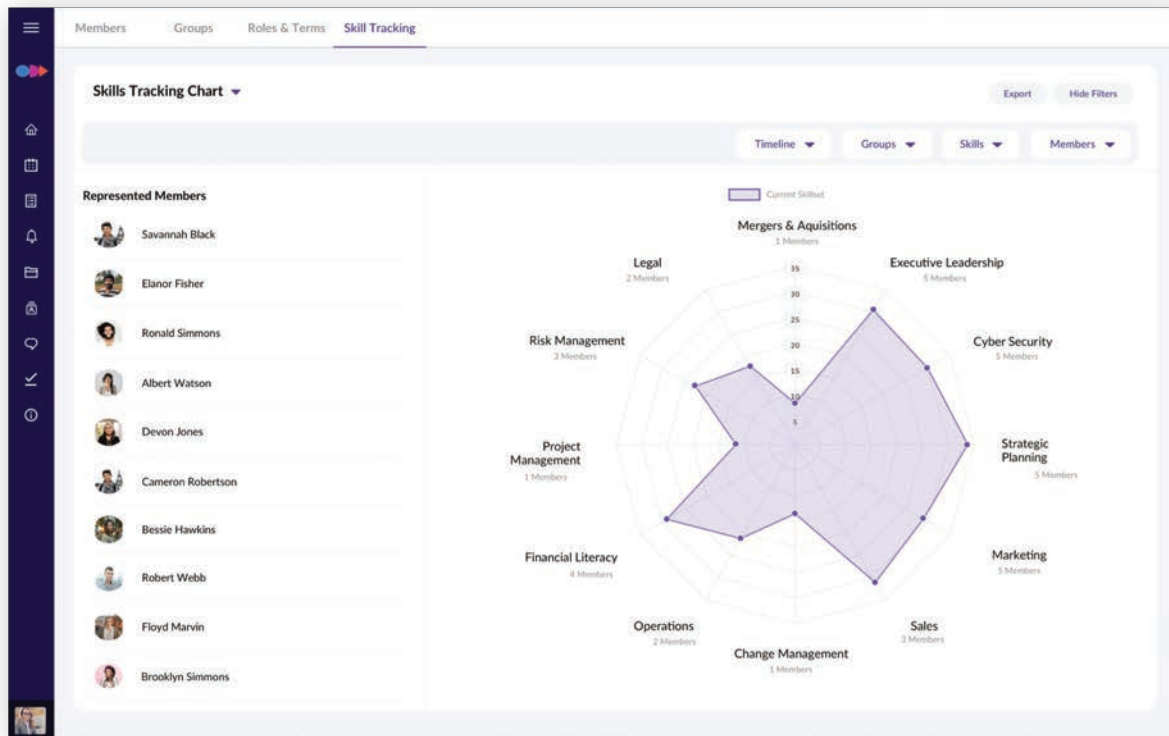 Members Groups Roles & Terms Skill Tracking
Skills Tracking Chart
Export Hide Filters
Timeline Groups Skills Members
Represented Members
Savannah Black
Elanor Fisher
Ronald Simmons
Albert Watson
Devon Jones
Cameron Robertson
Bessie Hawkins
Robert Webb
Floyd Marvin
Brooklyn Simmons
Current Skillset
Mergers & Aquisitions
1 Members
Executive Leadership
5 Members
Cyber Security
5 Members
Strategic
Planning
5 Members
Marketing
5 Members
Sales
3 Members
Change Management
1 Members
Operations
2 Members
Financial Literacy
4 Members
Project
Management
1 Members
Risk Management
3 Members
Legal
2 Members
35
30
25
20
15
10
5